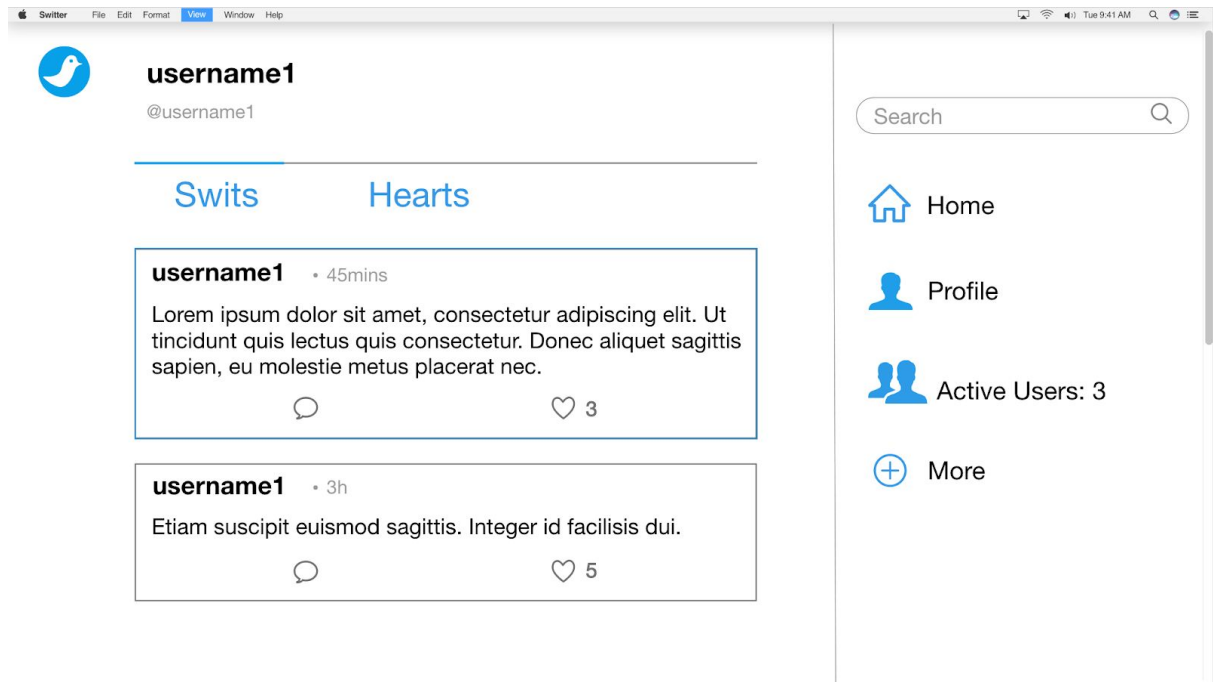 Switter File Edit Format View Window Help Tue 9:41 AM
username1
@username1
Swits Hearts
username1 • 45mins
Lorem ipsum dolor sit amet, consectetur adipiscing elit. Ut
tincidunt quis lectus quis consectetur. Donec aliquet sagittis
sapien, eu molestie metus placerat nec.
3
username1 • 3h
Etiam suscipit euismod sagittis. Integer id facilisis dui.
5
Search
Home
Profile
Active Users: 3
More